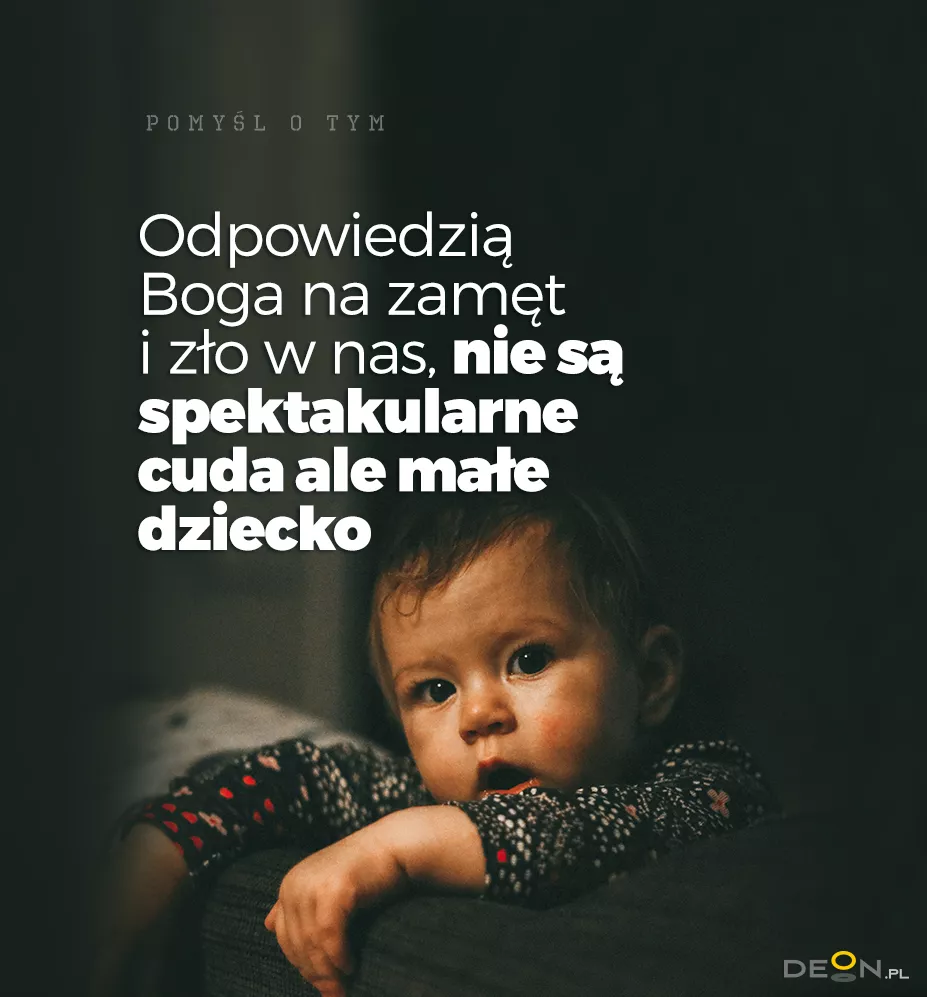 POMYŚL O TYM
Odpowiedzią
Boga na zamęt
i zło w nas, nie są
spektakularne
cuda ale małe
dziecko
DEON.PL